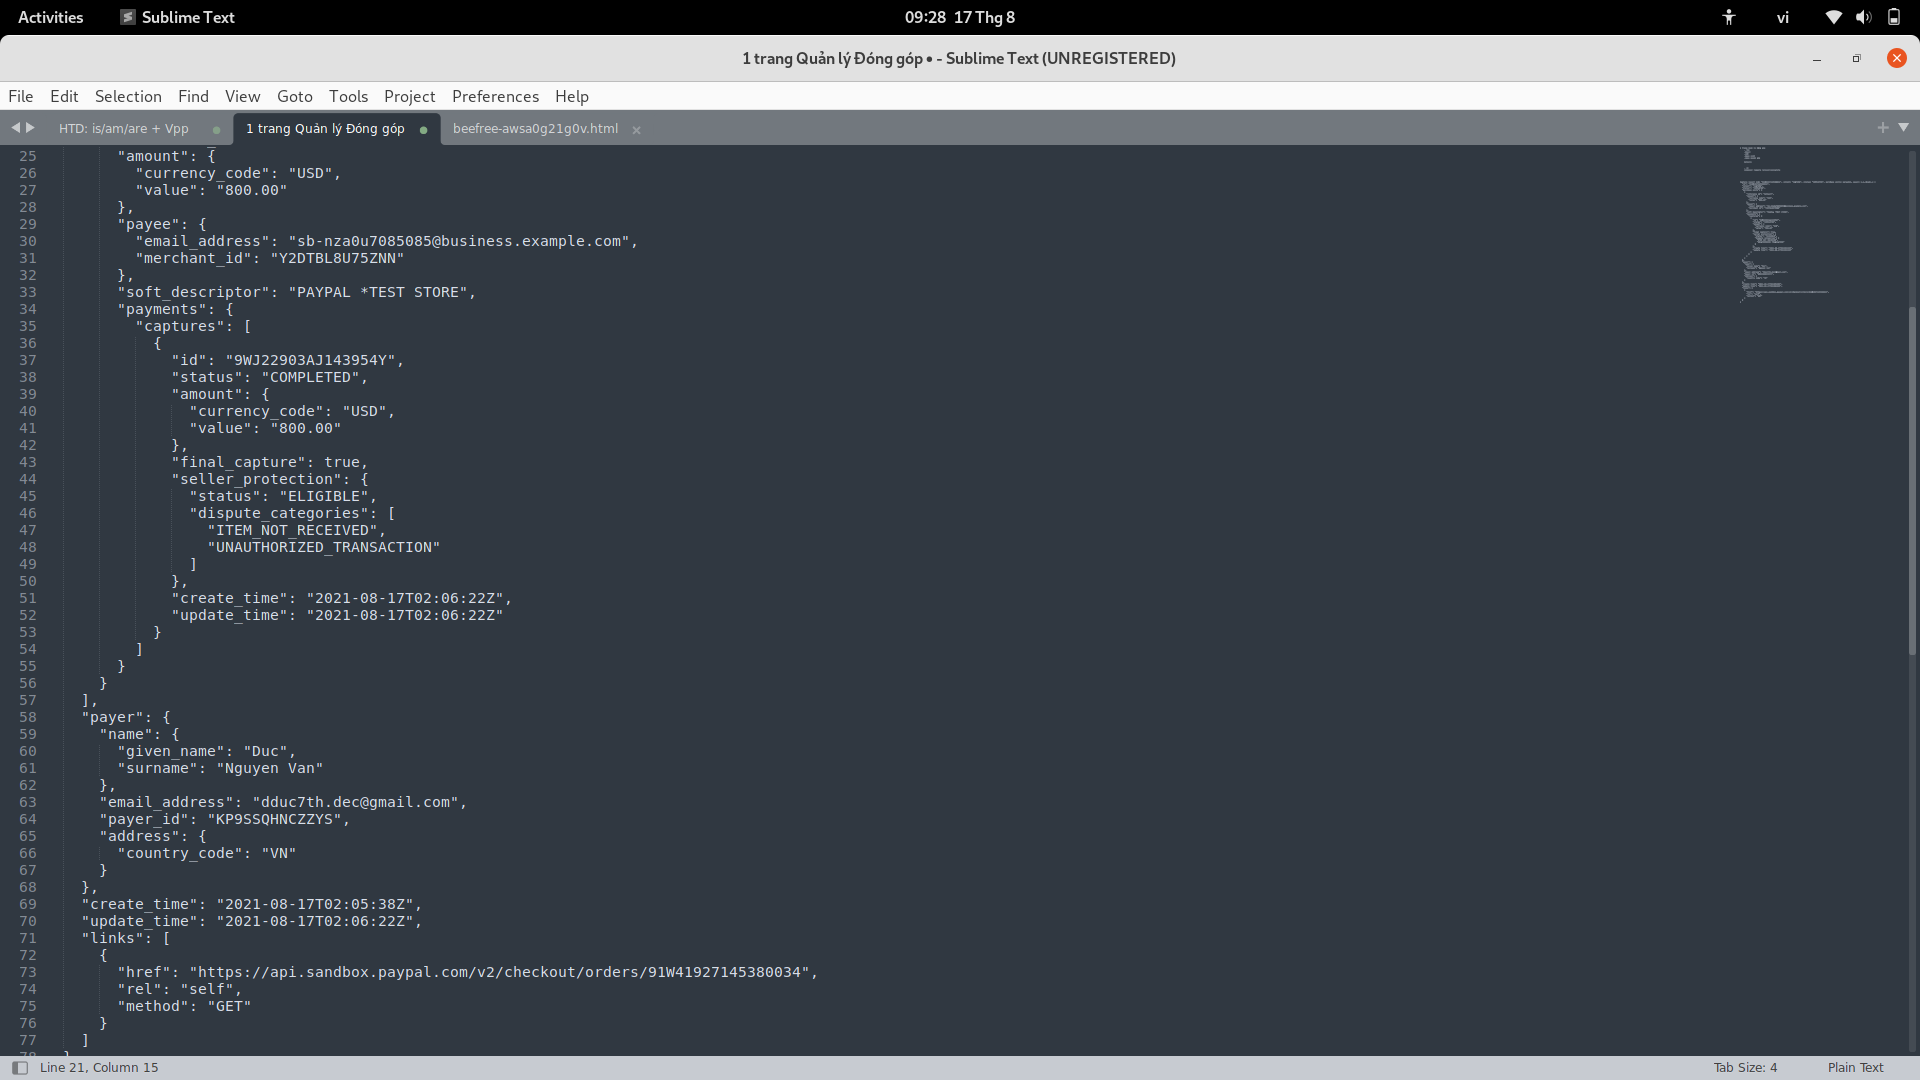 Activities Sublime Text 09:28 17 Thg 8 vi
1 trang Quản lý Đóng góp • - Sublime Text (UNREGISTERED)
File Edit Selection Find View Goto Tools Project Preferences Help
HTD: is/am/are + Vpp 1 trang Quản lý Đóng góp beefree-awsa0g21g0v.html
25 "amount": {
26 "currency_code": "USD",
27 "value": "800.00"
28 },
29 "payee": {
30 "email_address": "sb-nza0u7085085@business.example.com",
31 "merchant_id": "Y2DTBL8U75ZNN"
32 },
33 "soft_descriptor": "PAYPAL *TEST STORE",
34 "payments": {
35 "captures": [
36 {
37 "id": "9WJ22903AJ143954Y",
38 "status": "COMPLETED",
39 "amount": {
40 "currency_code": "USD",
41 "value": "800.00"
42 },
43 "final_capture": true,
44 "seller_protection": {
45 "status": "ELIGIBLE",
46 "dispute_categories": [
47 "ITEM_NOT_RECEIVED",
48 "UNAUTHORIZED_TRANSACTION"
49 ]
50 },
51 "create_time": "2021-08-17T02:06:22Z",
52 "update_time": "2021-08-17T02:06:22Z"
53 }
54 ]
55 }
56 }
57 ],
58 "payer": {
59 "name": {
60 "given_name": "Duc",
61 "surname": "Nguyen Van"
62 },
63 "email_address": "dduc7th.dec@gmail.com",
64 "payer_id": "KP9SSQHNCZZYS",
65 "address": {
66 "country_code": "VN"
67 }
68 },
69 "create_time": "2021-08-17T02:05:38Z",
70 "update_time": "2021-08-17T02:06:22Z",
71 "links": [
72 {
73 "href": "https://api.sandbox.paypal.com/v2/checkout/orders/91W41927145380034",
74 "rel": "self",
75 "method": "GET"
76 }
77 ]
78 }
Line 21, Column 15 Tab Size: 4 Plain Text